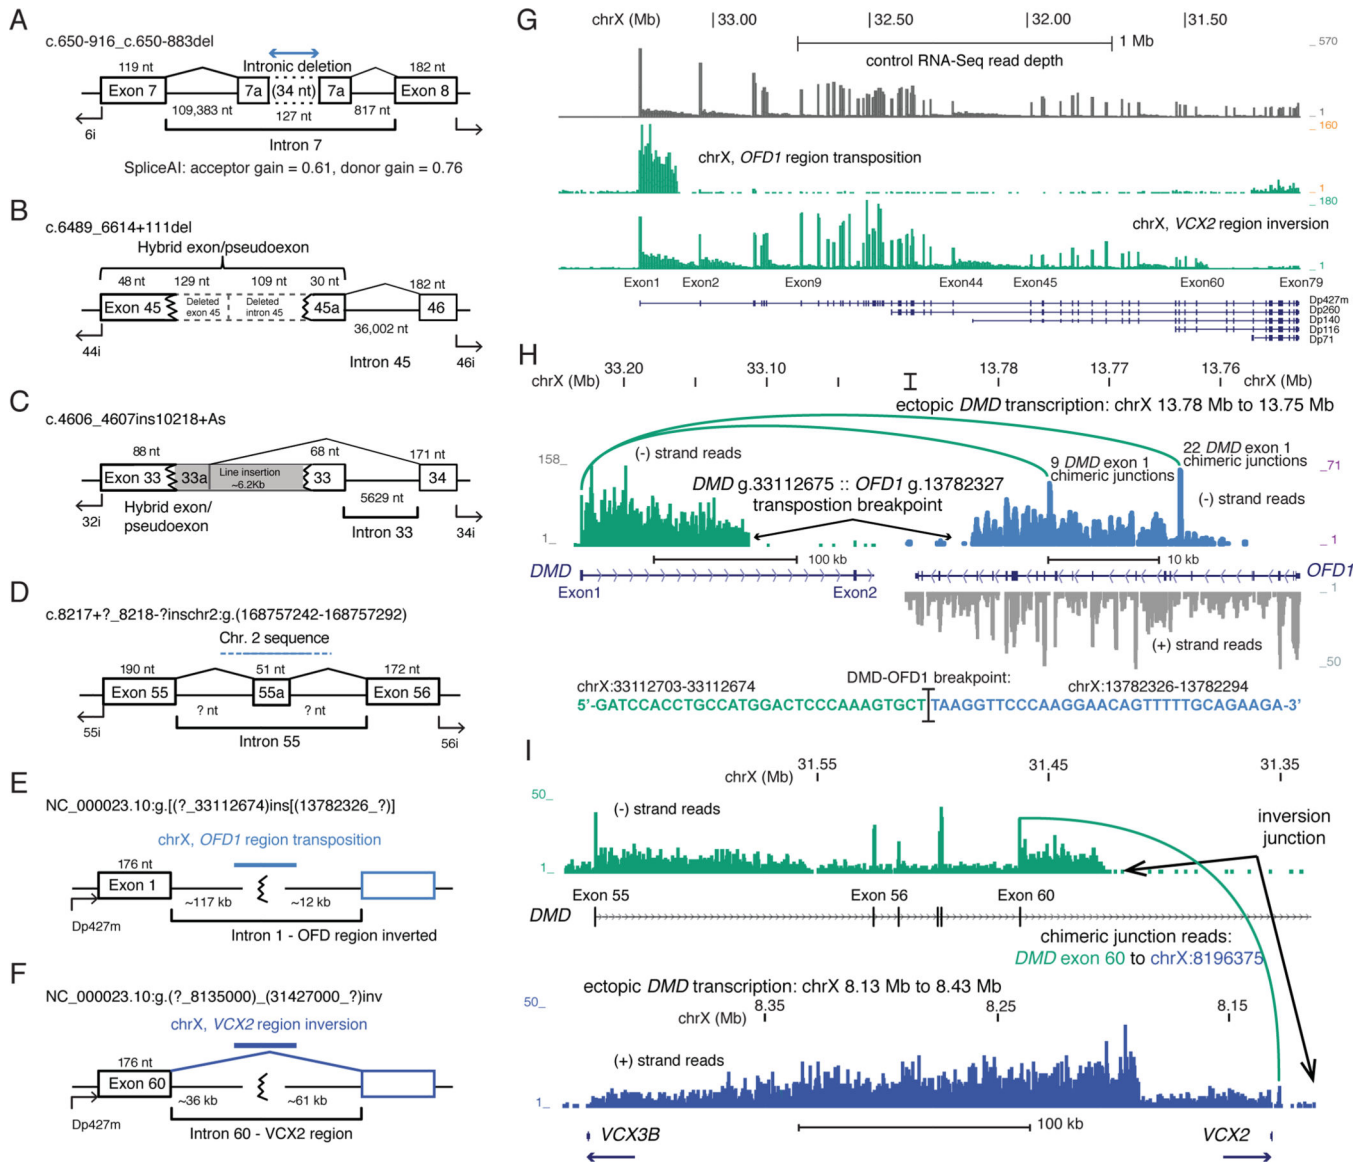 A
c.650-916_c.650-883del
119 nt
Intronic deletion
182 nt
Exon 7
7a
(34 nt)
7a
Exon 8
109,383 nt
127 nt
817 nt
6i
Intron 7
SpliceAI: acceptor gain = 0.61, donor gain = 0.76
B
c.6489_6614+111del
Hybrid exon/pseudoexon
48 nt
129 nt
109 nt
30 nt
182 nt
Exon 45
Deleted
exon 45
Deleted
intron 45
45a
46
36,002 nt
44i
Intron 45
46i
C
c.4606_4607ins10218+As
88 nt
68 nt
171 nt
Exon 33
33a
Line insertion
~6.2Kb
33
34
5629 nt
32i
Hybrid exon/
pseudoexon
Intron 33
34i
D
c.8217+?_8218-?inschr2:g.(168757242-168757292)
Chr. 2 sequence
190 nt
51 nt
172 nt
Exon 55
55a
Exon 56
? nt
? nt
55i
Intron 55
56i
E
NC_000023.10:g.[(?_33112674)ins[(13782326_?)]
chrX, OFD1 region transposition
176 nt
Exon 1
~117 kb
~12 kb
Dp427m
Intron 1 - OFD region inverted
F
NC_000023.10:g.(?_8135000)_(31427000_?)inv
chrX, VCX2 region inversion
176 nt
Exon 60
~36 kb
~61 kb
Dp427m
Intron 60 - VCX2 region
G
chrX (Mb)
33.00
32.50
32.00
31.50
1 Mb
_570
control RNA-Seq read depth
_1
_160
chrX, OFD1 region transposition
_1
_180
chrX, VCX2 region inversion
_1
Exon1
Exon2
Exon9
Exon44
Exon45
Exon60
Exon79
Dp427m
Dp260
Dp140
Dp116
Dp71
H
chrX (Mb)
33.20
33.10
13.78
13.77
13.76
chrX (Mb)
ectopic DMD transcription: chrX 13.78 Mb to 13.75 Mb
158_
(-) strand reads
9 DMD exon 1
chimeric junctions
22 DMD exon 1
chimeric junctions
_71
DMD g.33112675 :: OFD1 g.13782327
transpostion breakpoint
(-) strand reads
1_
_1
100 kb
10 kb
DMD
Exon1
Exon2
OFD1
_1
(+) strand reads
_50
chrX:33112703-33112674
DMD-OFD1 breakpoint:
chrX:13782326-13782294
5'-GATCCACCTGCCATGGACTCCCAAAGTGCT
TAAGGTTCCCAAGGAACAGTTTTTGCAGAAGA-3'
I
chrX (Mb)
31.55
31.45
31.35
50_
(-) strand reads
inversion
junction
1_
Exon 55
Exon 56
Exon 60
DMD
chimeric junction reads:
DMD exon 60 to chrX:8196375
ectopic DMD transcription: chrX 8.13 Mb to 8.43 Mb
50_
chrX (Mb)
8.35
8.25
8.15
(+) strand reads
1_
100 kb
VCX3B
VCX2